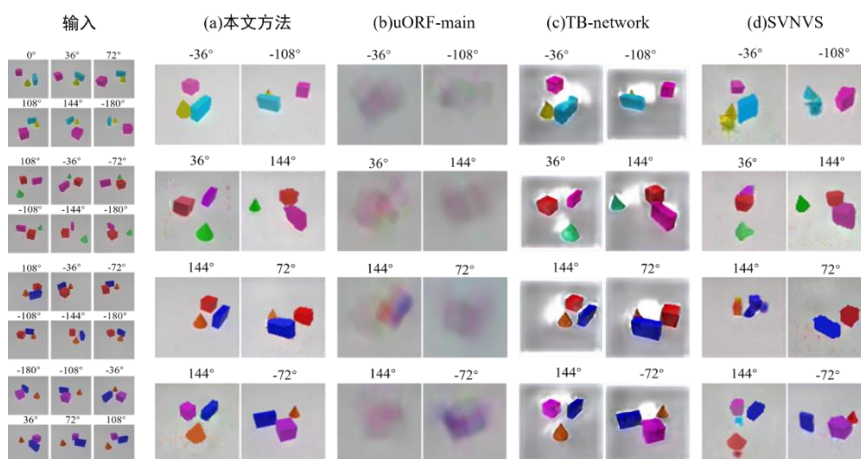 输入 (a)本文方法 (b)uORF-main (c)TB-network (d)SVNVS
0° 36° 72° -36° -108° -36° -108° -36° -108° -36° -108°
108° 144° -180°
108° -36° -72° 36° 144° 36° 144° 36° 144° 36° 144°
-108° -144° -180°
108° -36° -72° 144° 72° 144° 72° 144° 72° 144° 72°
-108° -144° -180°
-180° -108° -36° 144° -72° 144° -72° 144° -72° 144° -72°
36° 72° 108°